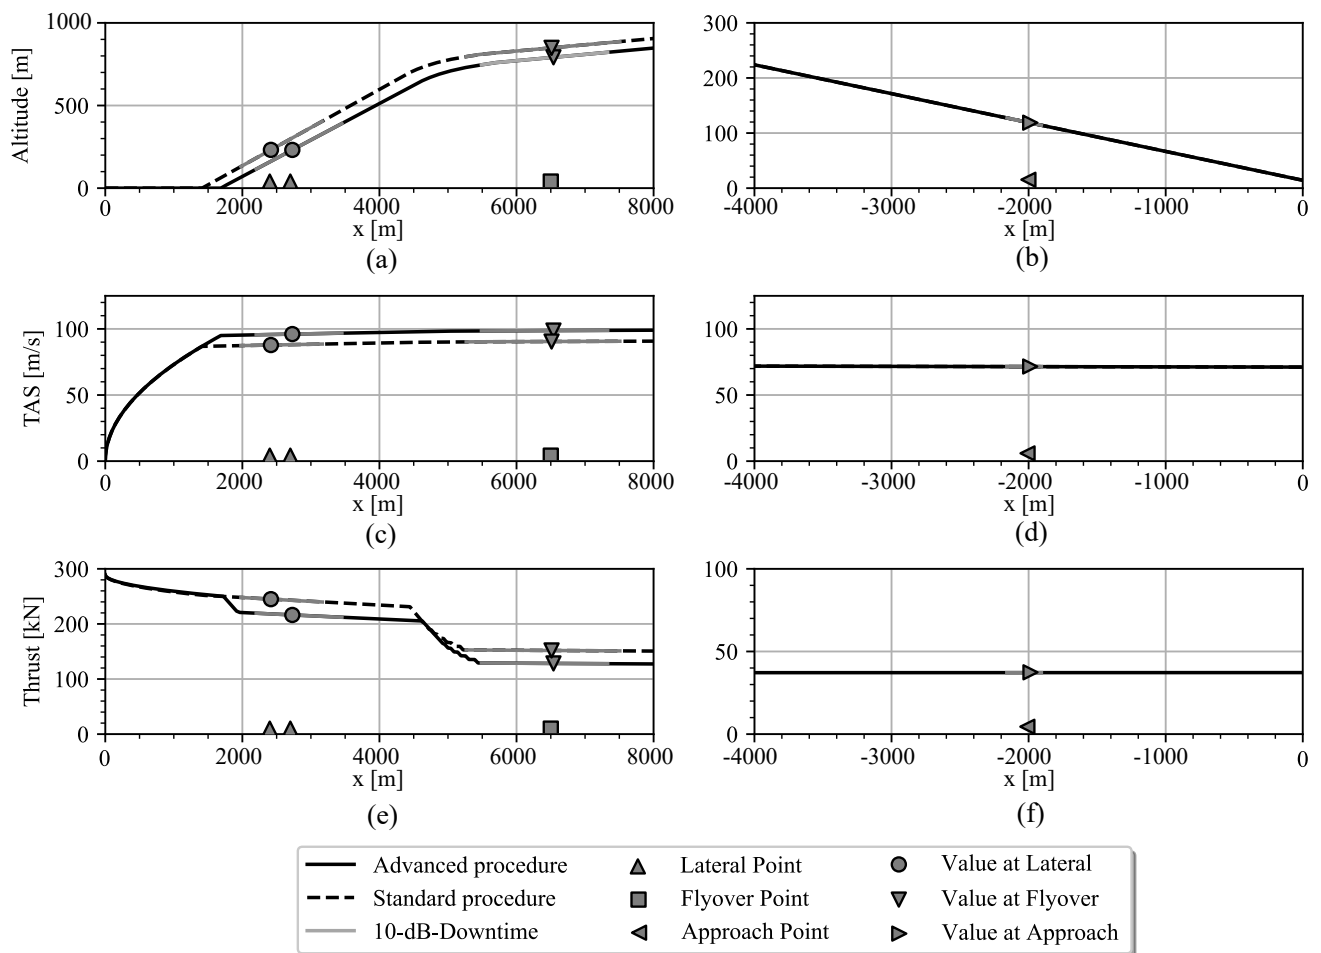 1000
500
0
Altitude [m]
0 2000 4000 6000 8000
x [m]
(a)
300
200
100
0
-4000 -3000 -2000 -1000 0
x [m]
(b)
100
50
0
TAS [m/s]
0 2000 4000 6000 8000
x [m]
(c)
100
50
0
-4000 -3000 -2000 -1000 0
x [m]
(d)
300
200
100
0
Thrust [kN]
0 2000 4000 6000 8000
x [m]
(e)
100
50
0
-4000 -3000 -2000 -1000 0
x [m]
(f)
Advanced procedure Lateral Point Value at Lateral
Standard procedure Flyover Point Value at Flyover
10-dB-Downtime Approach Point Value at Approach